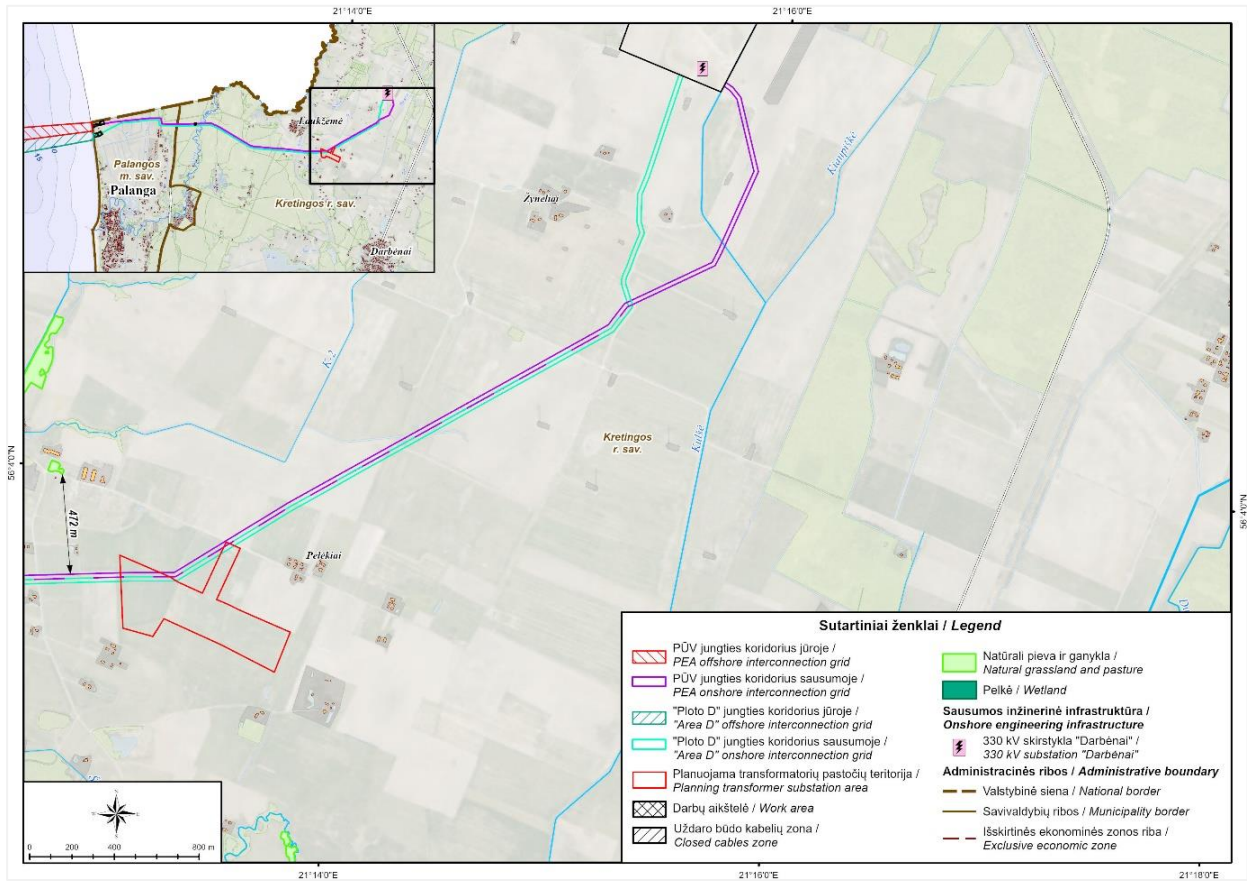 21°14'0"E
21°16'0"E
Laukžemė
Palangos
m. sav.
Palanga
Kretingos r. sav.
Darbėnai
10
Kianpiškė
Žyneliai
K-2
Kulšė
Kretingos
r. sav.
56°4'0"N
56°4'0"N
472 m
Pelėkiai
Sutartiniai ženklai / Legend
PŪV jungties koridorius jūroje /
PEA offshore interconnection grid
PŪV jungties koridorius sausumoje /
PEA onshore interconnection grid
"Ploto D" jungties koridorius jūroje /
"Area D" offshore interconnection grid
"Ploto D" jungties koridorius sausumoje /
"Area D" onshore interconnection grid
Planuojama transformatorių pastočių teritorija /
Planning transformer substation area
Darbų aikštelė / Work area
Uždaro būdo kabelių zona /
Closed cables zone
Natūrali pieva ir ganykla /
Natural grassland and pasture
Pelkė / Wetland
Sausumos inžinerinė infrastruktūra /
Onshore engineering infrastructure
330 kV skirstykla "Darbėnai" /
330 kV substation "Darbėnai"
Administracinės ribos / Administrative boundary
Valstybinė siena / National border
Savivaldybių ribos / Municipality border
Išskirtinės ekonominės zonos riba /
Exclusive economic zone
0 200 400 800 m
21°14'0"E
21°16'0"E
21°18'0"E